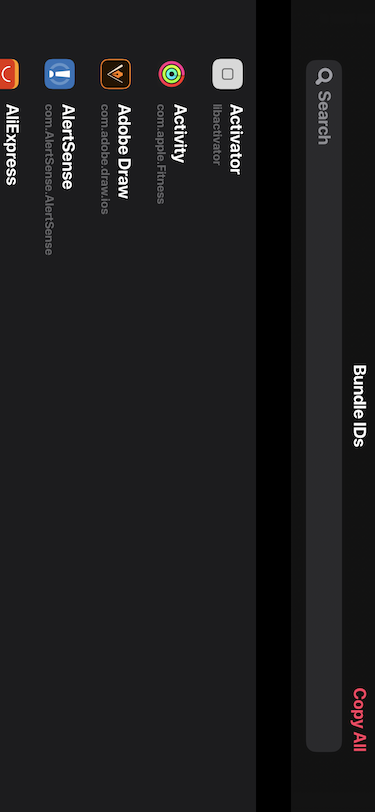 Bundle IDs
Copy All
Search
Activator
libactivator
Activity
com.apple.Fitness
Adobe Draw
com.adobe.draw.ios
AlertSense
com.AlertSense.AlertSense
AliExpress